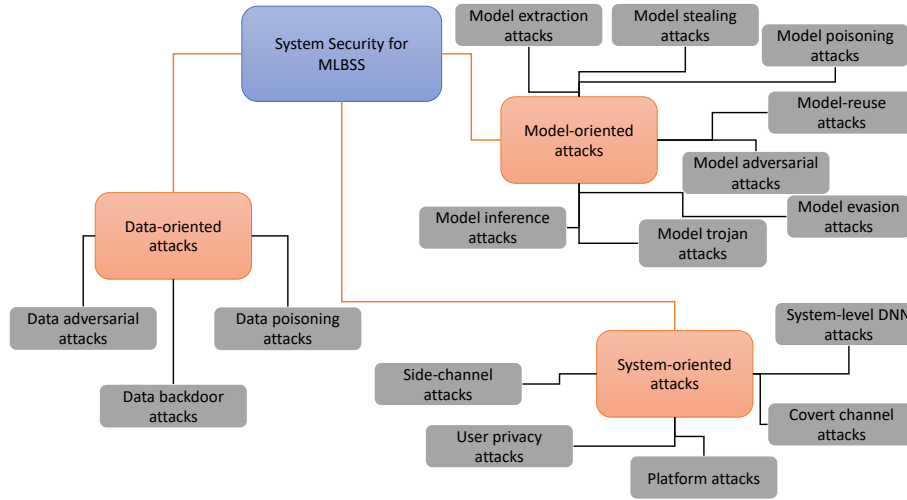 System Security for
MLBSS
Model extraction
attacks
Model stealing
attacks
Model poisoning
attacks
Model-oriented
attacks
Model-reuse
attacks
Model adversarial
attacks
Model inference
attacks
Model trojan
attacks
Model evasion
attacks
Data-oriented
attacks
Data adversarial
attacks
Data poisoning
attacks
Data backdoor
attacks
System-oriented
attacks
System-level DNN
attacks
Side-channel
attacks
Covert channel
attacks
User privacy
attacks
Platform attacks